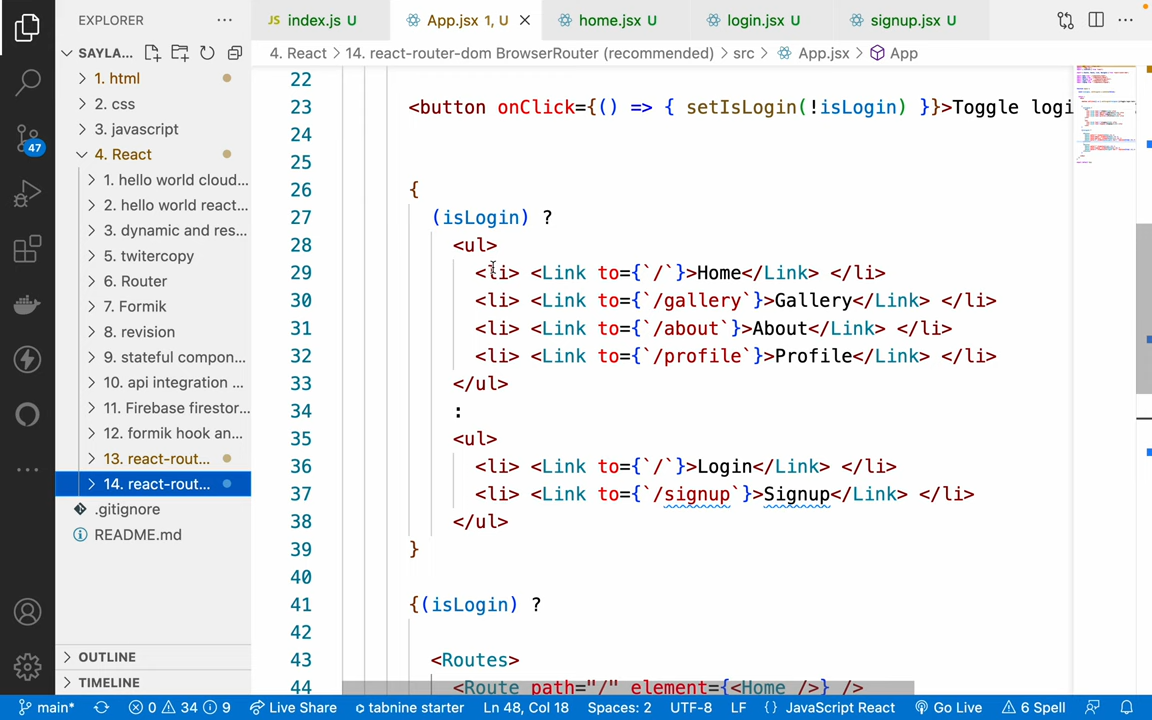 EXPLORER
SAYLA...
1. html
2. css
3. javascript
4. React
1. hello world cloud...
2. hello world react...
3. dynamic and res...
5. twitercopy
6. Router
7. Formik
8. revision
9. stateful compon...
10. api integration ...
11. Firebase firestor...
12. formik hook an...
13. react-rout...
14. react-rout...
.gitignore
README.md
OUTLINE
TIMELINE
47
JS index.js U
App.jsx 1, U
home.jsx U
login.jsx U
signup.jsx U
4. React > 14. react-router-dom BrowserRouter (recommended) > src > App.jsx > App
22
23 <button onClick={() => { setIsLogin(!isLogin) }}>Toggle logi
24
25
26 {
27 (isLogin) ?
28 <ul>
29 <li> <Link to={`/`}>Home</Link> </li>
30 <li> <Link to={`/gallery`}>Gallery</Link> </li>
31 <li> <Link to={`/about`}>About</Link> </li>
32 <li> <Link to={`/profile`}>Profile</Link> </li>
33 </ul>
34 :
35 <ul>
36 <li> <Link to={`/`}>Login</Link> </li>
37 <li> <Link to={`/signup`}>Signup</Link> </li>
38 </ul>
39 }
40
41 {(isLogin) ?
42
43 <Routes>
44 <Route path="/" element={<Home />} />
main* 0 34 9 Live Share tabnine starter Ln 48, Col 18 Spaces: 2 UTF-8 LF {} JavaScript React Go Live 6 Spell